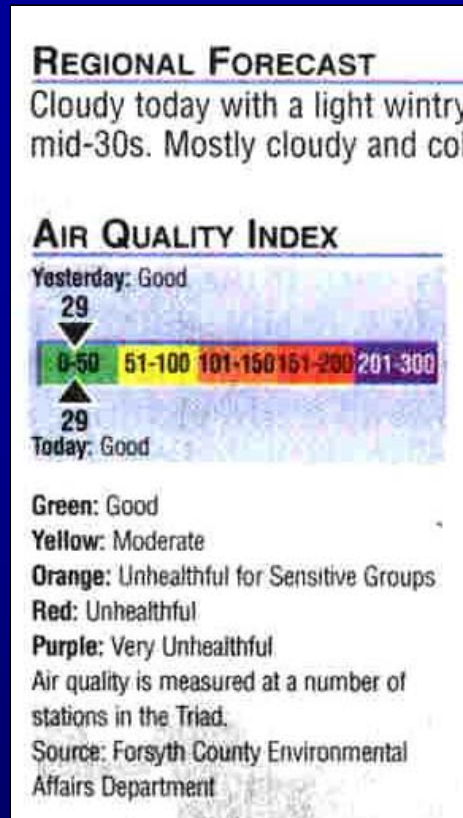 REGIONAL FORECAST
Cloudy today with a light wintry
mid-30s. Mostly cloudy and col
AIR QUALITY INDEX
Yesterday: Good
29
0-50 51-100 101-150 151-200 201-300
29
Today: Good
Green: Good
Yellow: Moderate
Orange: Unhealthful for Sensitive Groups
Red: Unhealthful
Purple: Very Unhealthful
Air quality is measured at a number of
stations in the Triad.
Source: Forsyth County Environmental
Affairs Department